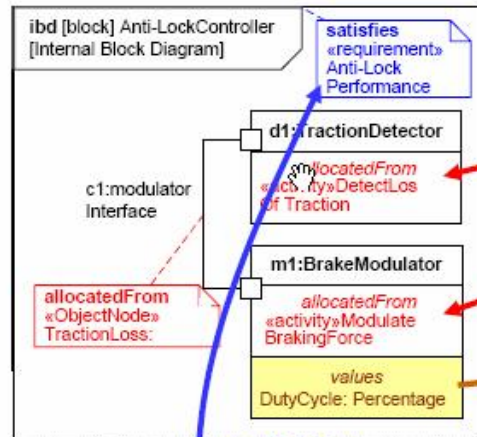 ibd [block] Anti-LockController
[Internal Block Diagram]
satisfies
«requirement»
Anti-Lock
Performance
d1:TractionDetector
allocatedFrom
«activity»DetectLos
Of Traction
c1:modulator
Interface
m1:BrakeModulator
allocatedFrom
«activity»Modulate
BrakingForce
allocatedFrom
«ObjectNode»
TractionLoss:
values
DutyCycle: Percentage